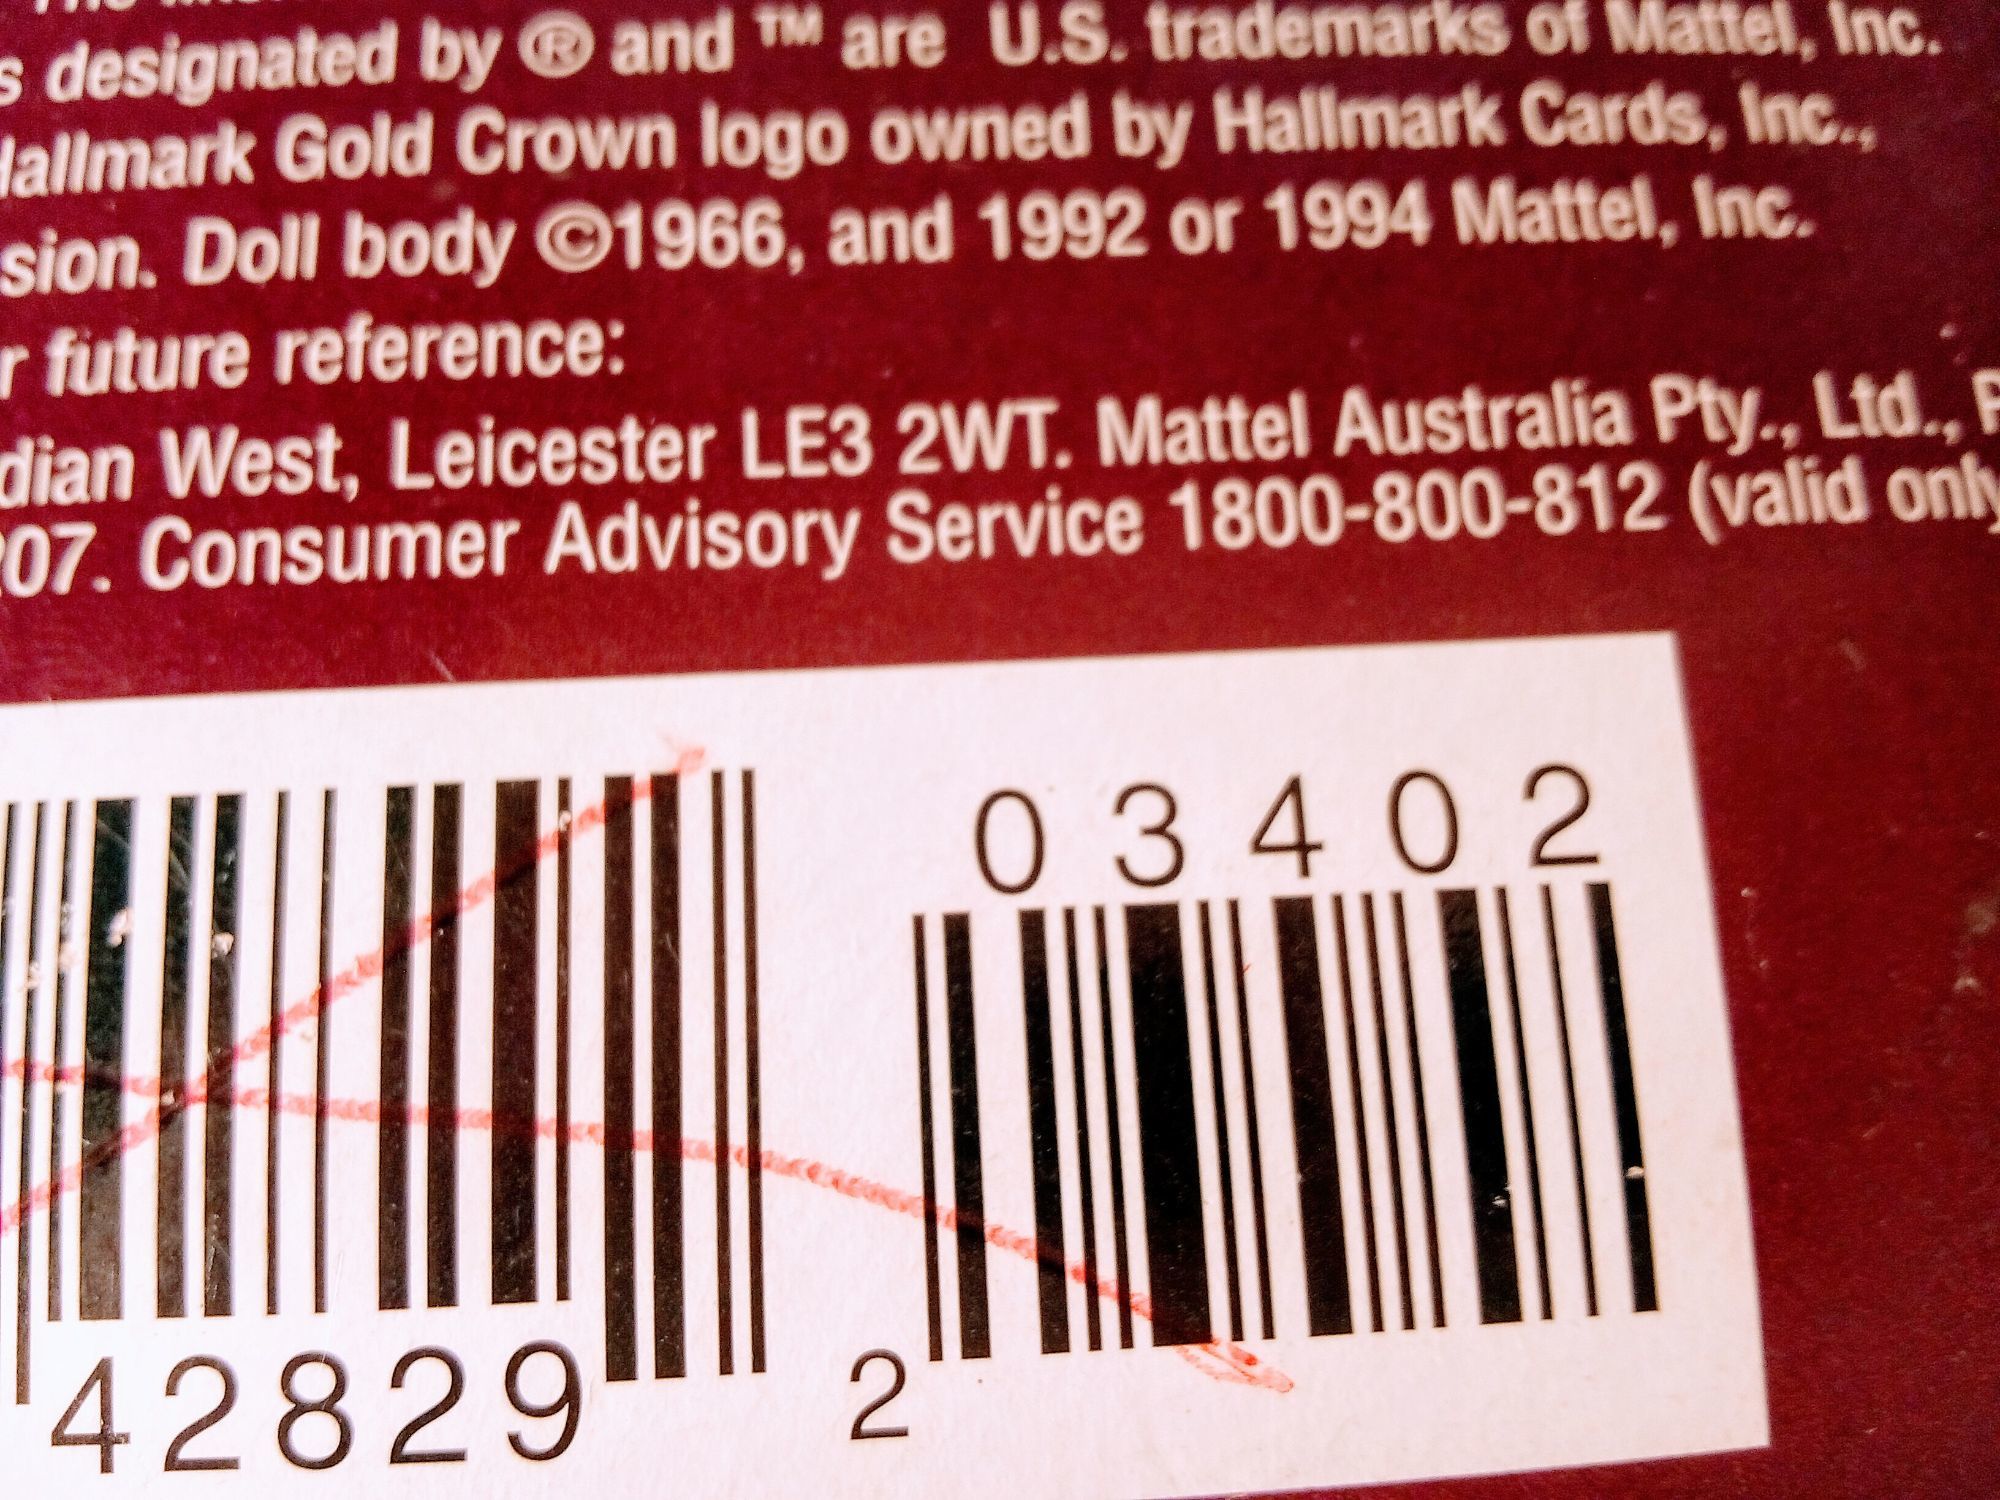 s designated by ® and ™ are U.S. trademarks of Mattel, Inc.
Hallmark Gold Crown logo owned by Hallmark Cards, Inc.,
sion. Doll body ©1966, and 1992 or 1994 Mattel, Inc.
r future reference:
dian West, Leicester LE3 2WT. Mattel Australia Pty., Ltd., P
207. Consumer Advisory Service 1800-800-812 (valid only
03402
42829 2